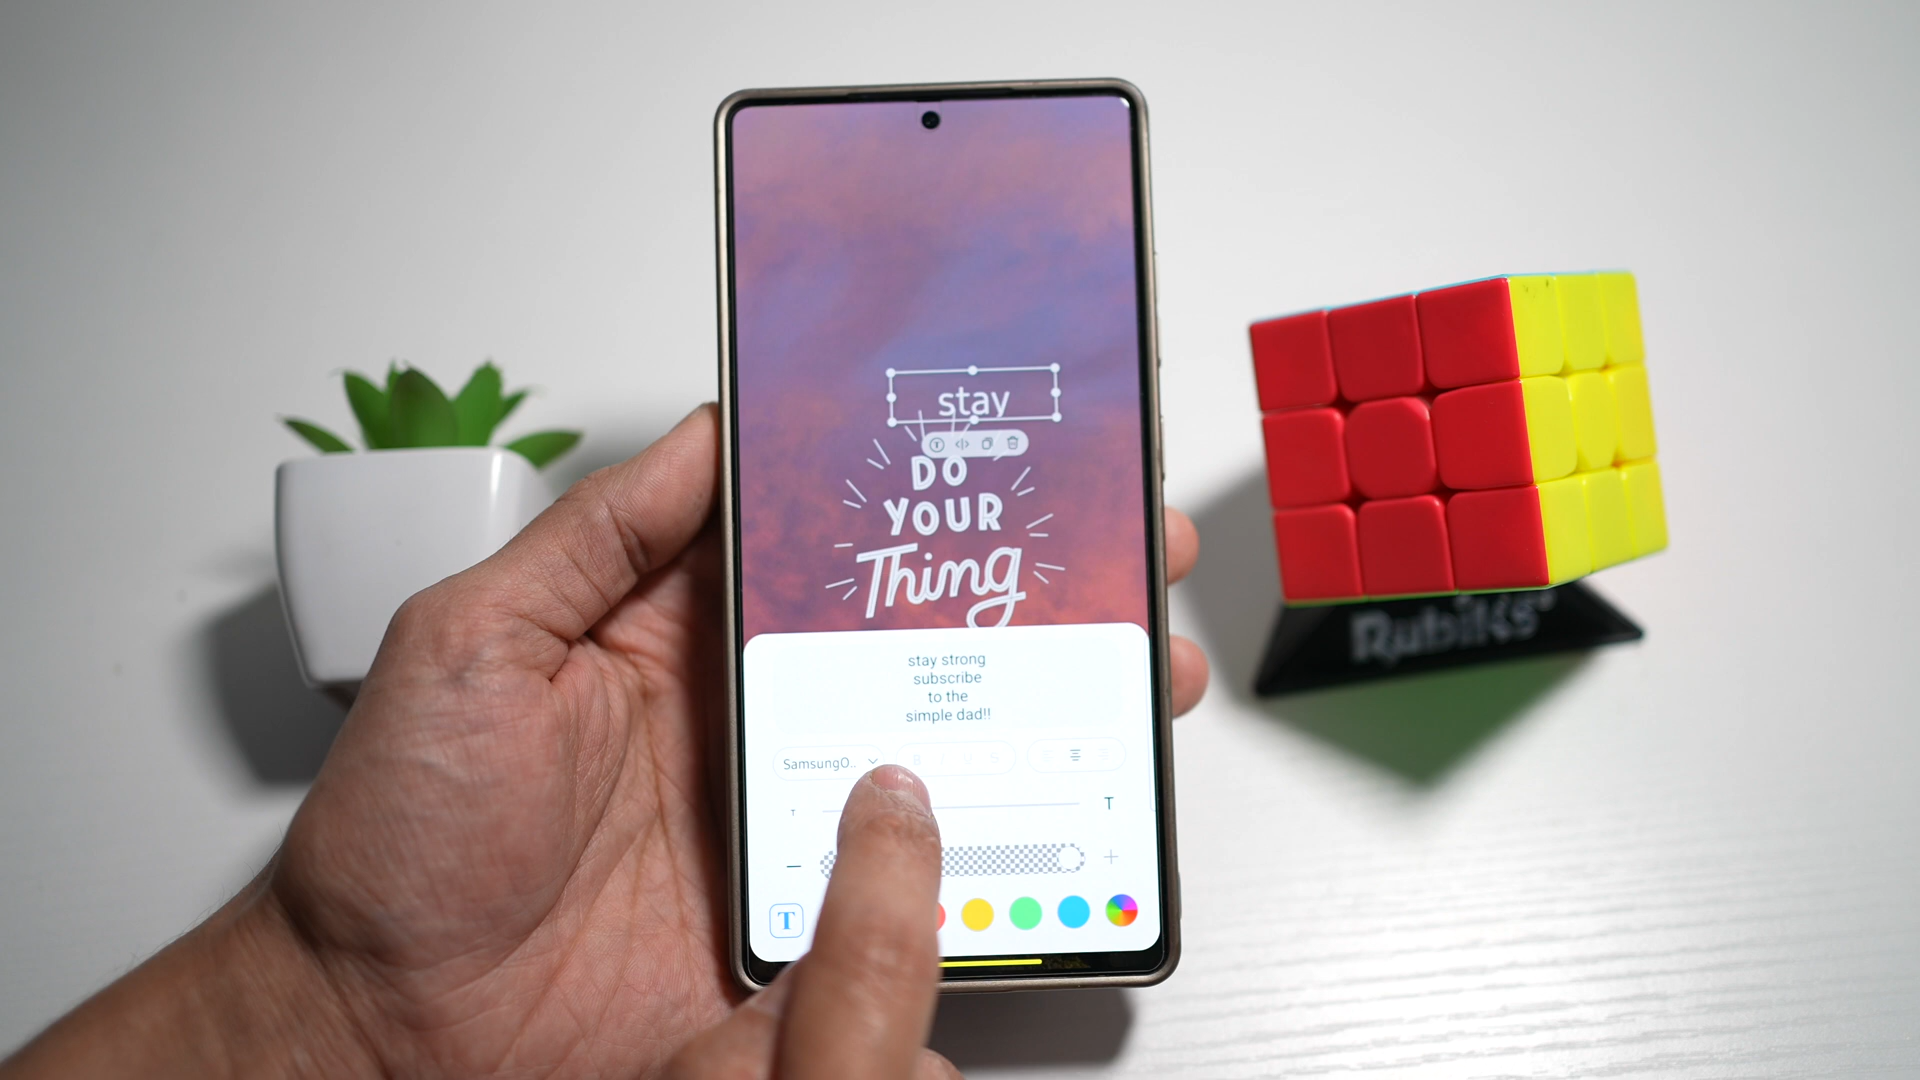 stay
DO
YOUR
Thing
stay strong
subscribe
to the
simple dad!!
SamsungO..
B I U S
T T
T
Rubik's